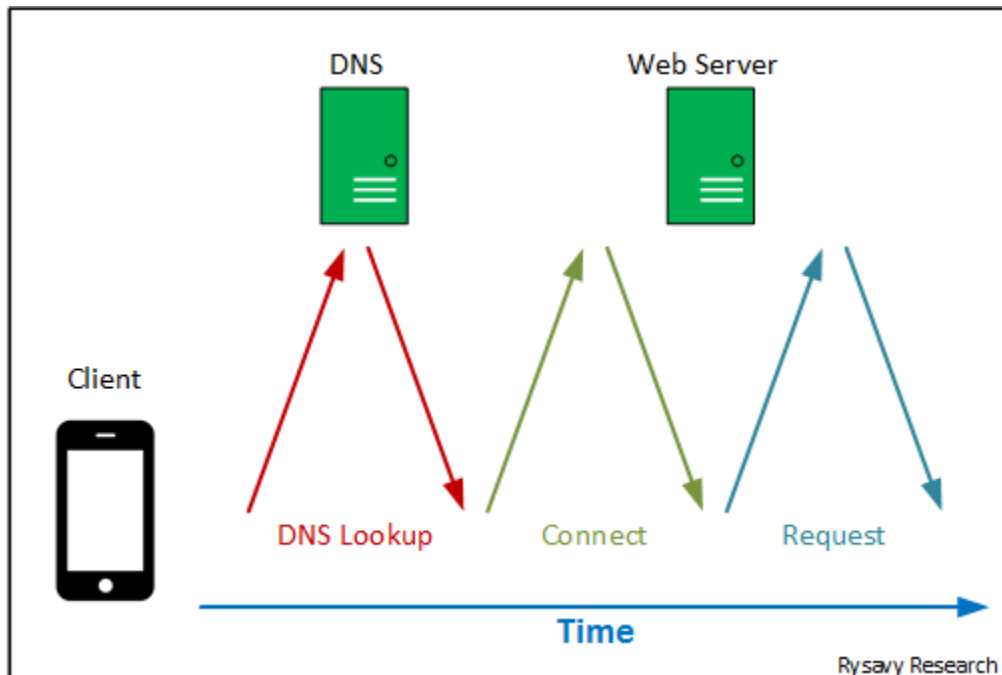 DNS
Web Server
Client
DNS Lookup
Connect
Request
Time
Rysavy Research